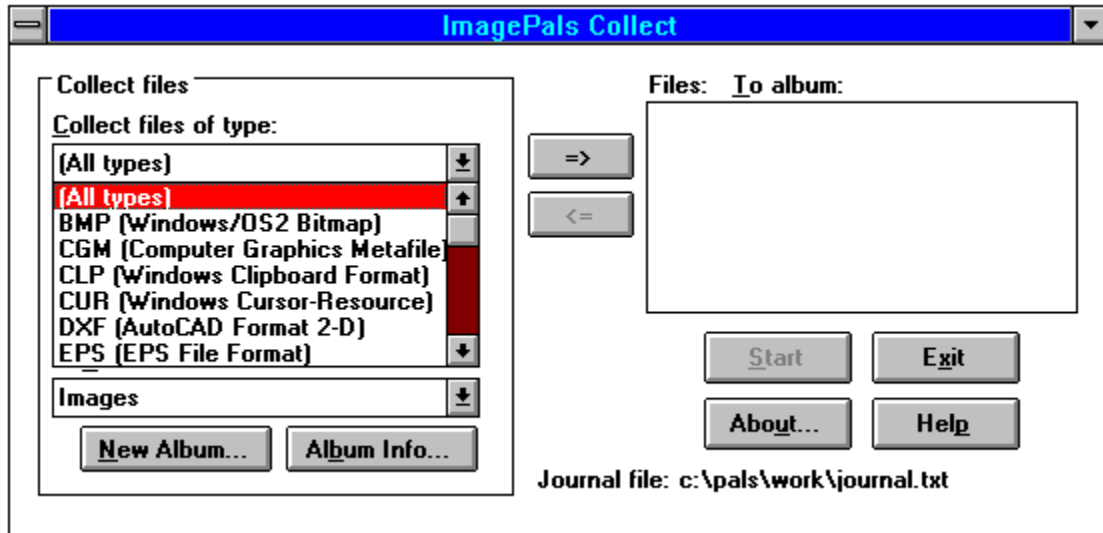 ImagePals Collect
Collect files
Collect files of type:
(All types)
(All types)
BMP (Windows/OS2 Bitmap)
CGM (Computer Graphics Metafile)
CLP (Windows Clipboard Format)
CUR (Windows Cursor-Resource)
DXF (AutoCAD Format 2-D)
EPS (EPS File Format)
Images
New Album...
Album Info...
=>
<=
Files: To album:
Start
Exit
About...
Help
Journal file: c:\pals\work\journal.txt